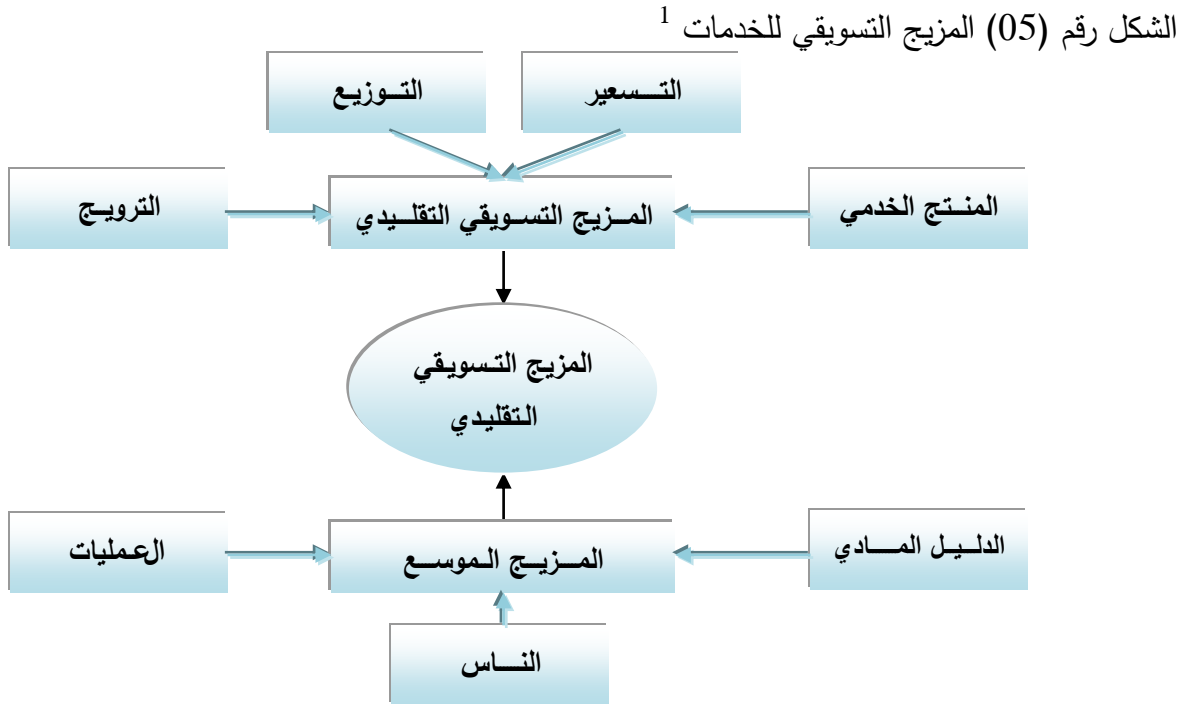 الشكل رقم (05) المزيج التسويقي للخدمات 1
التسعير
التوزيع
المنتج الخدمي
المزيج التسويقي التقليدي
الترويج
المزيج التسويقي
التقليدي
الدليل المادي
المزيج الموسع
العمليات
الناس